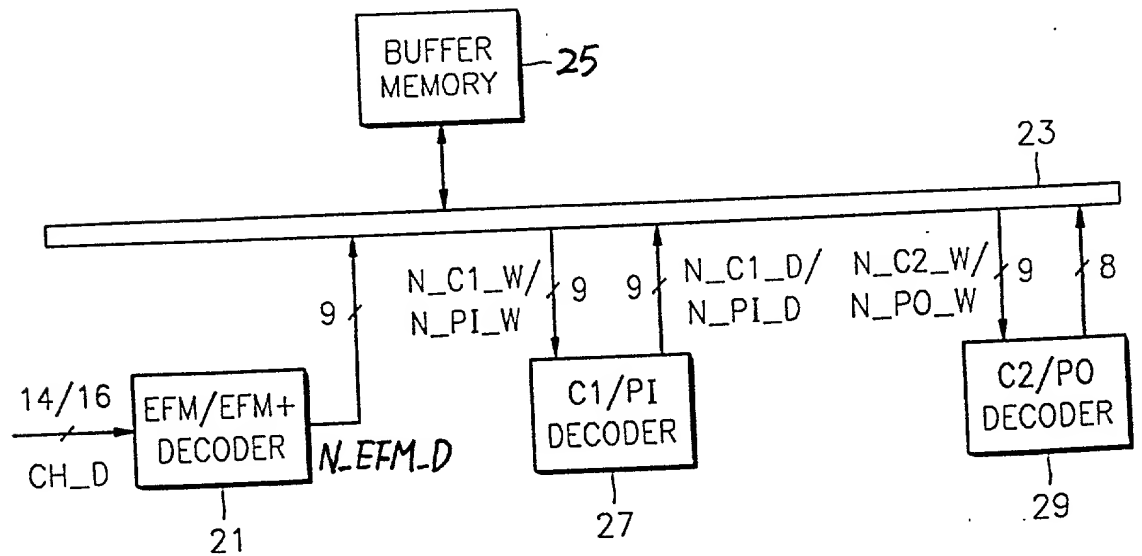 BUFFER
MEMORY
25
23
9
N_C1_W/
N_PI_W
9
9
N_C1_D/
N_PI_D
N_C2_W/
N_PO_W
9
8
14/16
CH_D
EFM/EFM+
DECODER
N_EFM_D
C1/PI
DECODER
C2/PO
DECODER
21
27
29